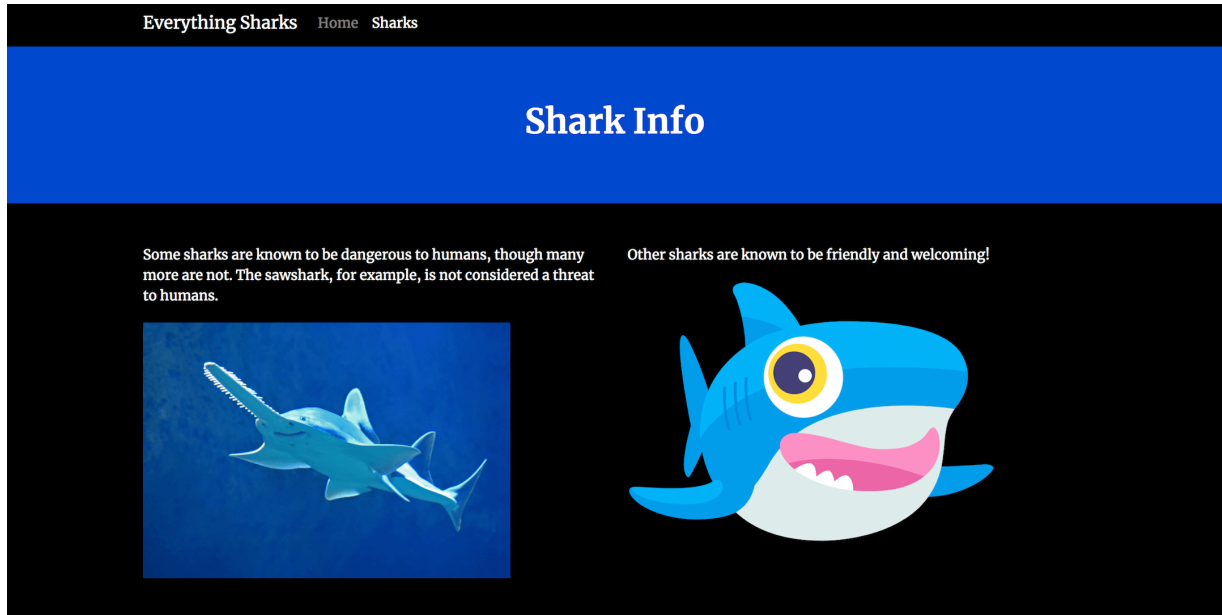 Everything Sharks Home Sharks
Shark Info
Some sharks are known to be dangerous to humans, though many
more are not. The sawshark, for example, is not considered a threat
to humans.
Other sharks are known to be friendly and welcoming!